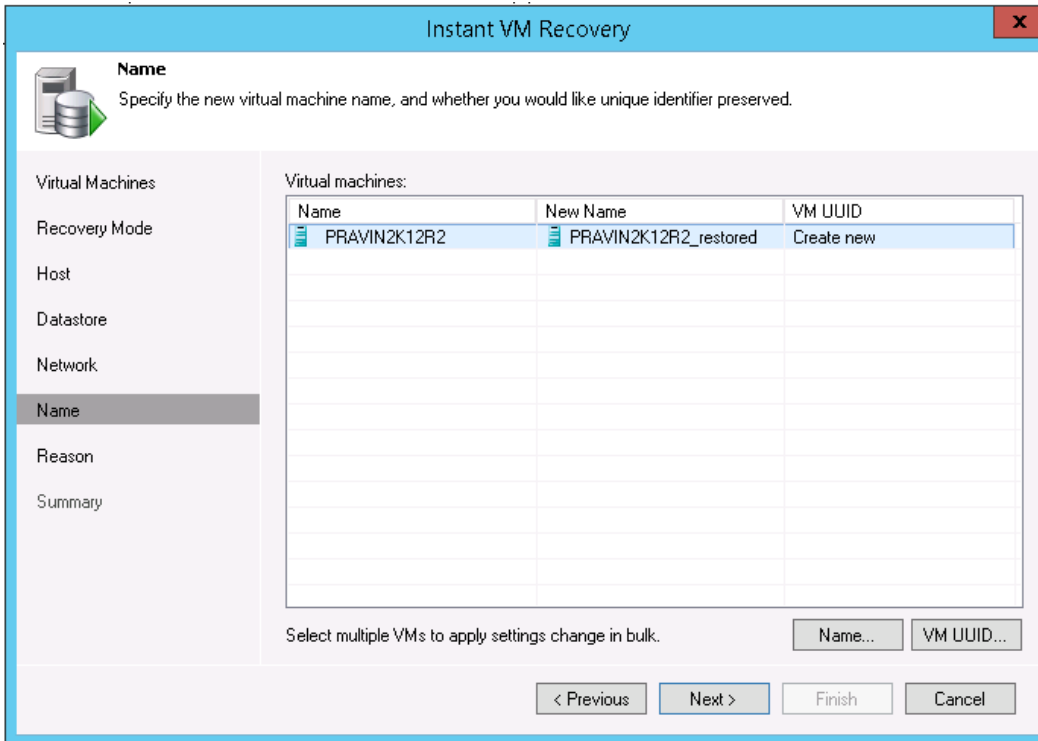 Instant VM Recovery
x
Name
Specify the new virtual machine name, and whether you would like unique identifier preserved.
Virtual Machines
Recovery Mode
Host
Datastore
Network
Name
Reason
Summary
Virtual machines:
Name New Name VM UUID
PRAVIN2K12R2 PRAVIN2K12R2_restored Create new
Select multiple VMs to apply settings change in bulk.
Name... VM UUID...
< Previous Next > Finish Cancel